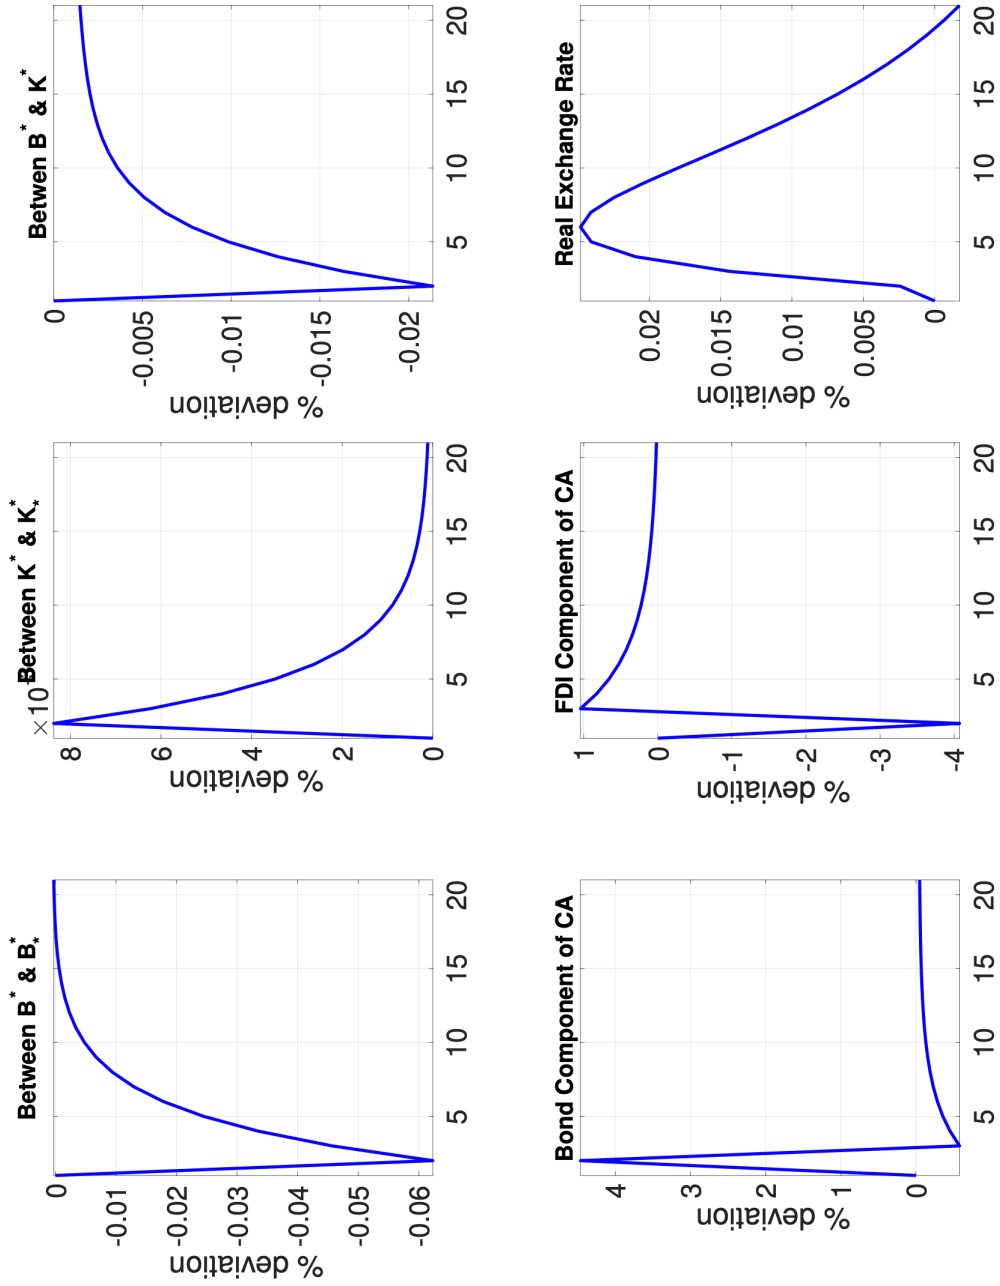 Between B* & B**
% deviation
0
-0.01
-0.02
-0.03
-0.04
-0.05
-0.06
5 10 15 20
×10
Between K* & K**
% deviation
8
6
4
2
0
5 10 15 20
Betwen B* & K*
% deviation
0
-0.005
-0.01
-0.015
-0.02
5 10 15 20
Bond Component of CA
% deviation
4
3
2
1
0
5 10 15 20
FDI Component of CA
% deviation
1
0
-1
-2
-3
-4
5 10 15 20
Real Exchange Rate
% deviation
0.02
0.015
0.01
0.005
0
5 10 15 20